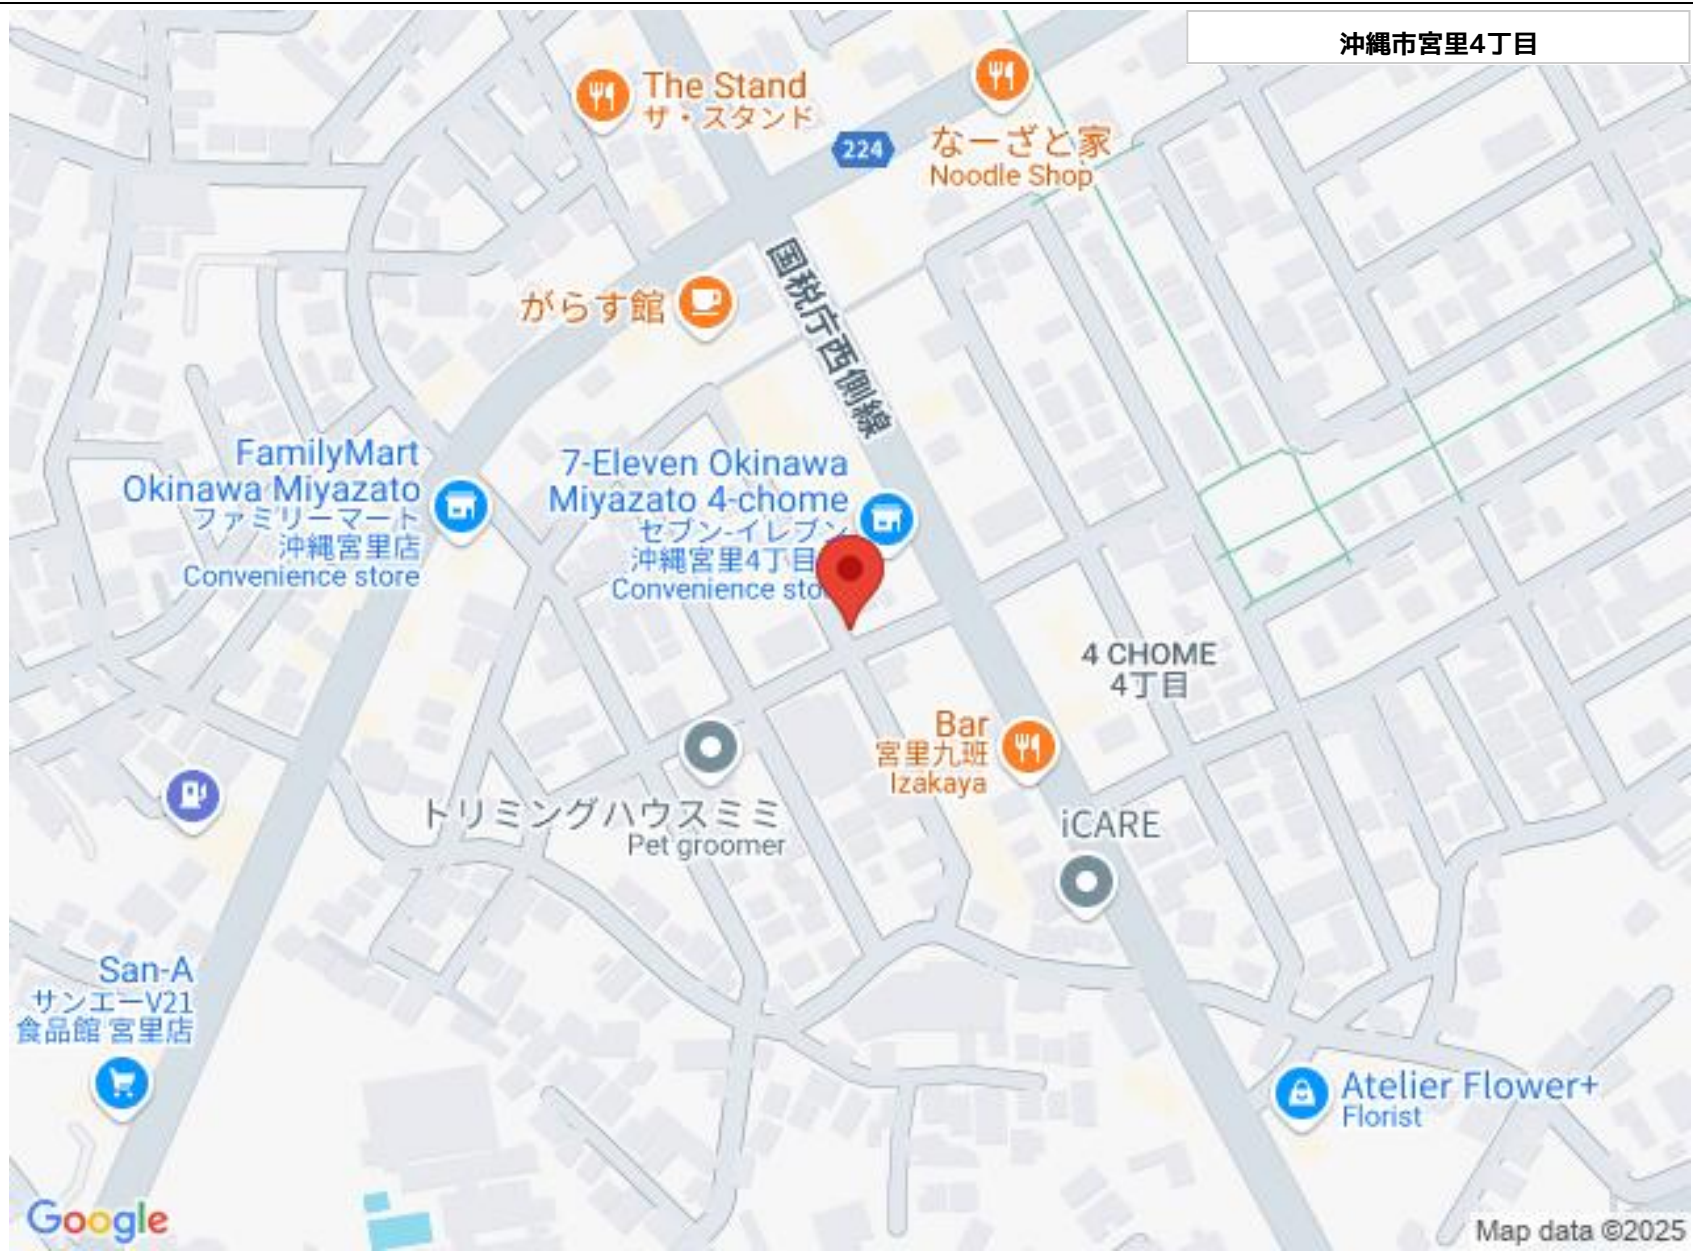 沖縄市宮里4丁目
The Stand
ザ・スタンド
224
なーざと家
Noodle Shop
国税庁西側線
がらす館
FamilyMart
Okinawa Miyazato
ファミリーマート
沖縄宮里店
Convenience store
7-Eleven Okinawa
Miyazato 4-chome
セブン-イレブン
沖縄宮里4丁目
Convenience sto
4 CHOME
4丁目
Bar
宮里九班
Izakaya
トリミングハウスミミ
Pet groomer
iCARE
San-A
サンエーV21
食品館 宮里店
Atelier Flower+
Florist
Google
Map data ©2025